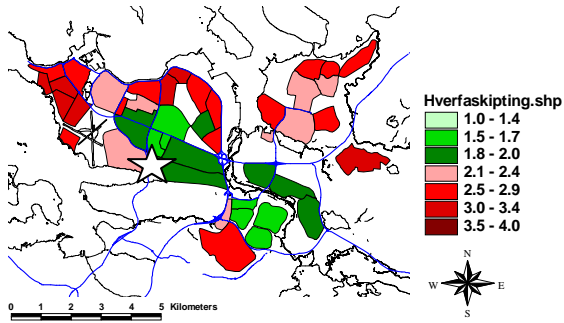 Hverfaskipting.shp
1.0 - 1.4
1.5 - 1.7
1.8 - 2.0
2.1 - 2.4
2.5 - 2.9
3.0 - 3.4
3.5 - 4.0
N
W E
S
0 1 2 3 4 5 Kilometers